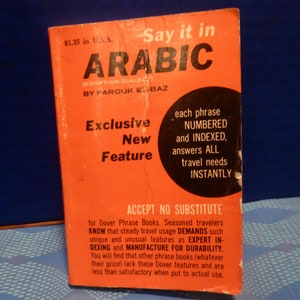 $1.35 in U.S.A.
Say it in
ARABIC
(EGYPTIAN DIALECT)
BY FAROUK EL-BAZ
Exclusive
New
Feature
each phrase
NUMBERED
and INDEXED,
answers ALL
travel needs
INSTANTLY
ACCEPT NO SUBSTITUTE
for Dover Phrase Books. Seasoned travelers
KNOW that steady travel usage DEMANDS such
unique and unusual features as EXPERT IN-
DEXING and MANUFACTURE FOR DURABILITY.
You will find that other phrase books (whatever
their price) lack these Dover features and are
less than satisfactory when put to actual use.